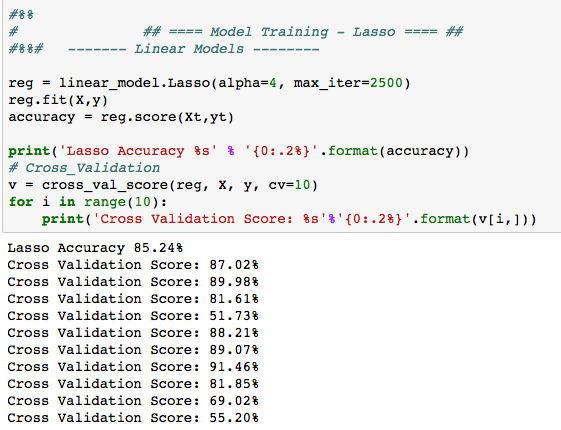 #%%
#               ## ==== Model Training - Lasso ==== ##
#%%#   ------- Linear Models --------
reg = linear_model.Lasso(alpha=4, max_iter=2500)
reg.fit(X,y)
accuracy = reg.score(Xt,yt)
print('Lasso Accuracy %s' % '{0:.2%}'.format(accuracy))
# Cross_Validation
v = cross_val_score(reg, X, y, cv=10)
for i in range(10):
    print('Cross Validation Score: %s'%'{0:.2%}'.format(v[i,]))
Lasso Accuracy 85.24%
Cross Validation Score: 87.02%
Cross Validation Score: 89.98%
Cross Validation Score: 81.61%
Cross Validation Score: 51.73%
Cross Validation Score: 88.21%
Cross Validation Score: 89.07%
Cross Validation Score: 91.46%
Cross Validation Score: 81.85%
Cross Validation Score: 69.02%
Cross Validation Score: 55.20%